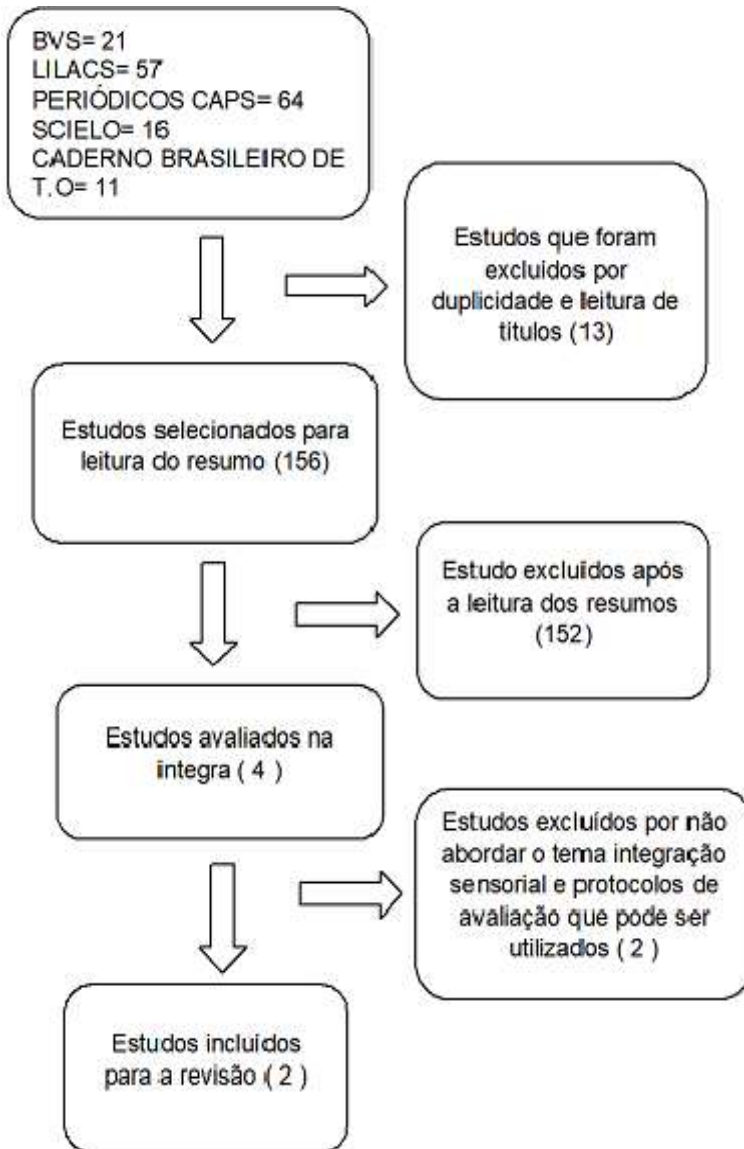 BVS= 21
LILACS= 57
PERIÓDICOS CAPS= 64
SCIELO= 16
CADERNO BRASILEIRO DE
T.O= 11
Estudos que foram
excluidos por
duplicidade e leitura de
titulos (13)
Estudos selecionados para
leitura do resumo (156)
Estudo excluidos após
a leitura dos resumos
(152)
Estudos avaliados na
integra ( 4 )
Estudos excluídos por não
abordar o tema integração
sensorial e protocolos de
avaliação que pode ser
utilizados ( 2 )
Estudos incluidos
para a revisão ( 2 )